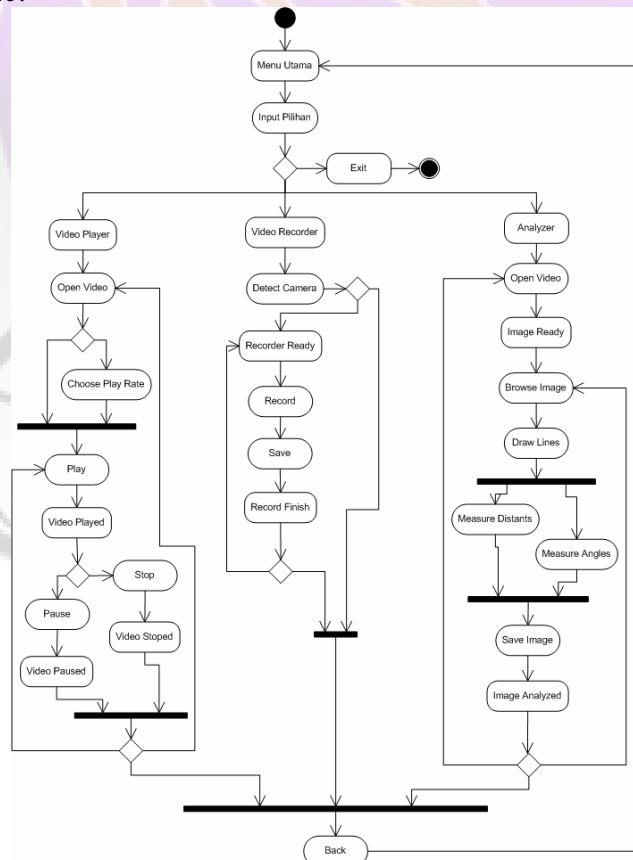 Menu Utama
Input Pilihan
Exit
Video Player
Open Video
Choose Play Rate
Play
Video Played
Stop
Pause
Video Stoped
Video Paused
Video Recorder
Detect Camera
Recorder Ready
Record
Save
Record Finish
Analyzer
Open Video
Image Ready
Browse Image
Draw Lines
Measure Distants
Measure Angles
Save Image
Image Analyzed
Back